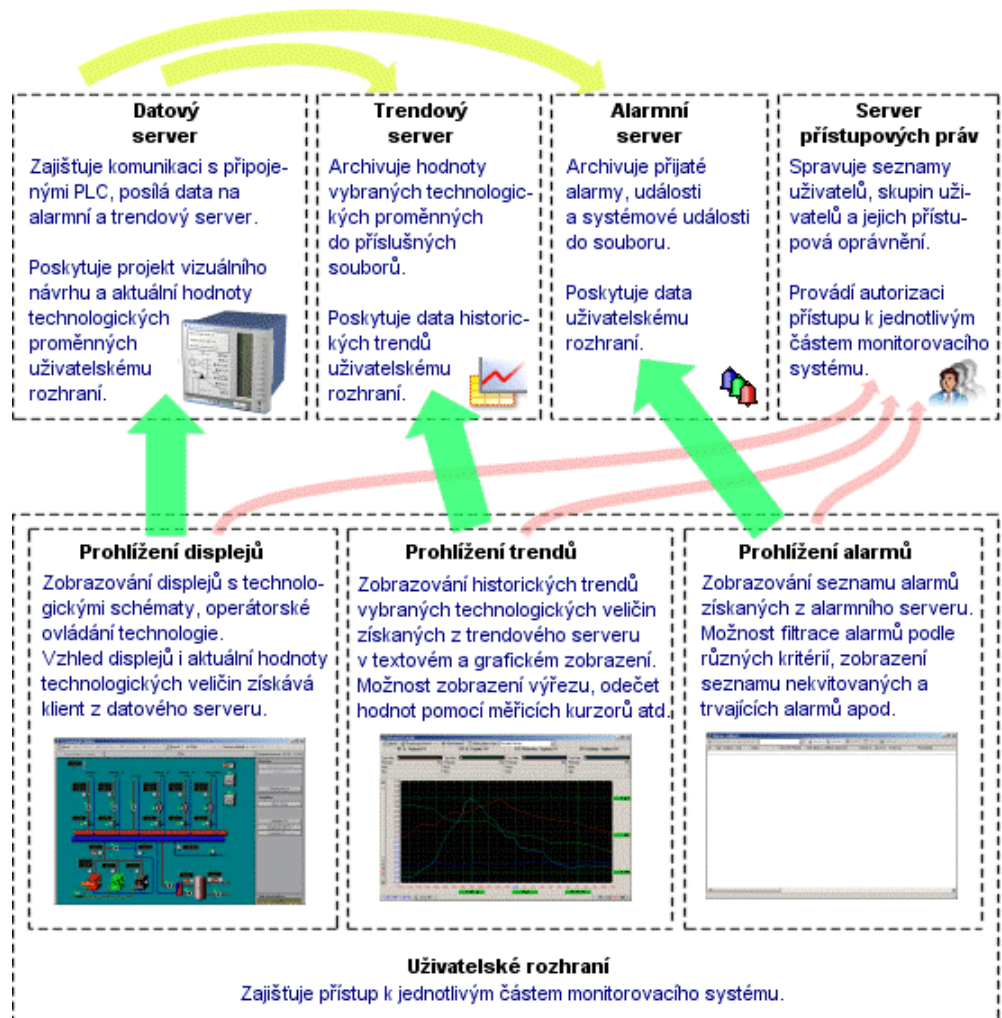 Datový
server
Zajišťuje komunikaci s připoje-
nými PLC, posílá data na
alarmní a trendový server.
Poskytuje projekt vizuálního
návrhu a aktuální hodnoty
technologických
proměnných
uživatelskému
rozhraní.
Trendový
server
Archivuje hodnoty
vybraných technologic-
kých proměnných
do příslušných
souborů.
Poskytuje data historic-
kých trendů
uživatelskému
rozhraní.
Alarmní
server
Archivuje přijaté
alarmy, události
a systémové události
do souboru.
Poskytuje data
uživatelskému
rozhraní.
Server
přístupových práv
Spravuje seznamy
uživatelů, skupin uži-
vatelů a jejich přístu-
pová oprávnění.
Provádí autorizaci
přístupu k jednotlivým
částem monitorovacího
systému.
Prohlížení displejů
Zobrazování displejů s techno-
logickými schématy, operátorské
ovládání technologie.
Vzhled displejů i aktuální hodnoty
technologických veličin získává
klient z datového serveru.
Prohlížení trendů
Zobrazování historických trendů
vybraných technologických veličin
získaných z trendového serveru
v textovém a grafickém zobrazení.
Možnost zobrazení výřezu, odečet
hodnot pomocí měřicích kurzorů atd.
Prohlížení alarmů
Zobrazování seznamu alarmů
získaných z alarmního serveru.
Možnost filtrace alarmů podle
různých kritérií, zobrazení
seznamu nekvitovaných a
trvajících alarmů apod.
Uživatelské rozhraní
Zajišťuje přístup k jednotlivým částem monitorovacího systému.